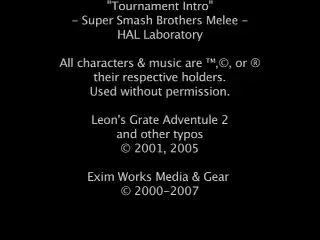 "Tournament Intro"
- Super Smash Brothers Melee -
HAL Laboratory
All characters & music are ™,©, or ®
their respective holders.
Used without permission.
Leon's Grate Adventule 2
and other typos
© 2001, 2005
Exim Works Media & Gear
© 2000-2007